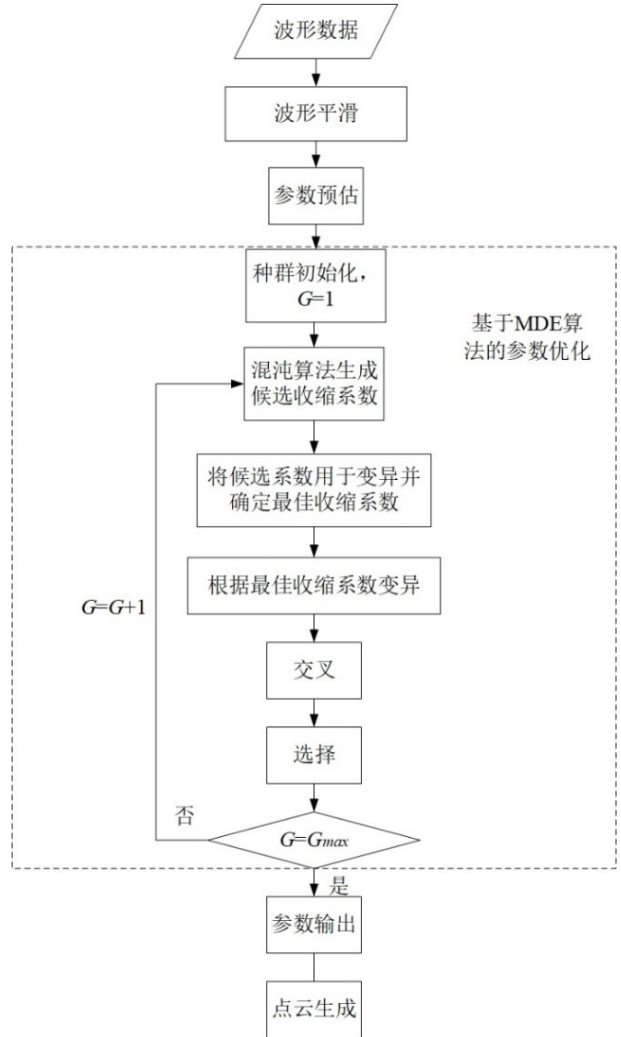 波形数据
波形平滑
参数预估
种群初始化，
G=1
基于MDE算
法的参数优化
混沌算法生成
候选收缩系数
将候选系数用于变异并
确定最佳收缩系数
根据最佳收缩系数变异
G=G+1
交叉
选择
否
G=Gmax
是
参数输出
点云生成